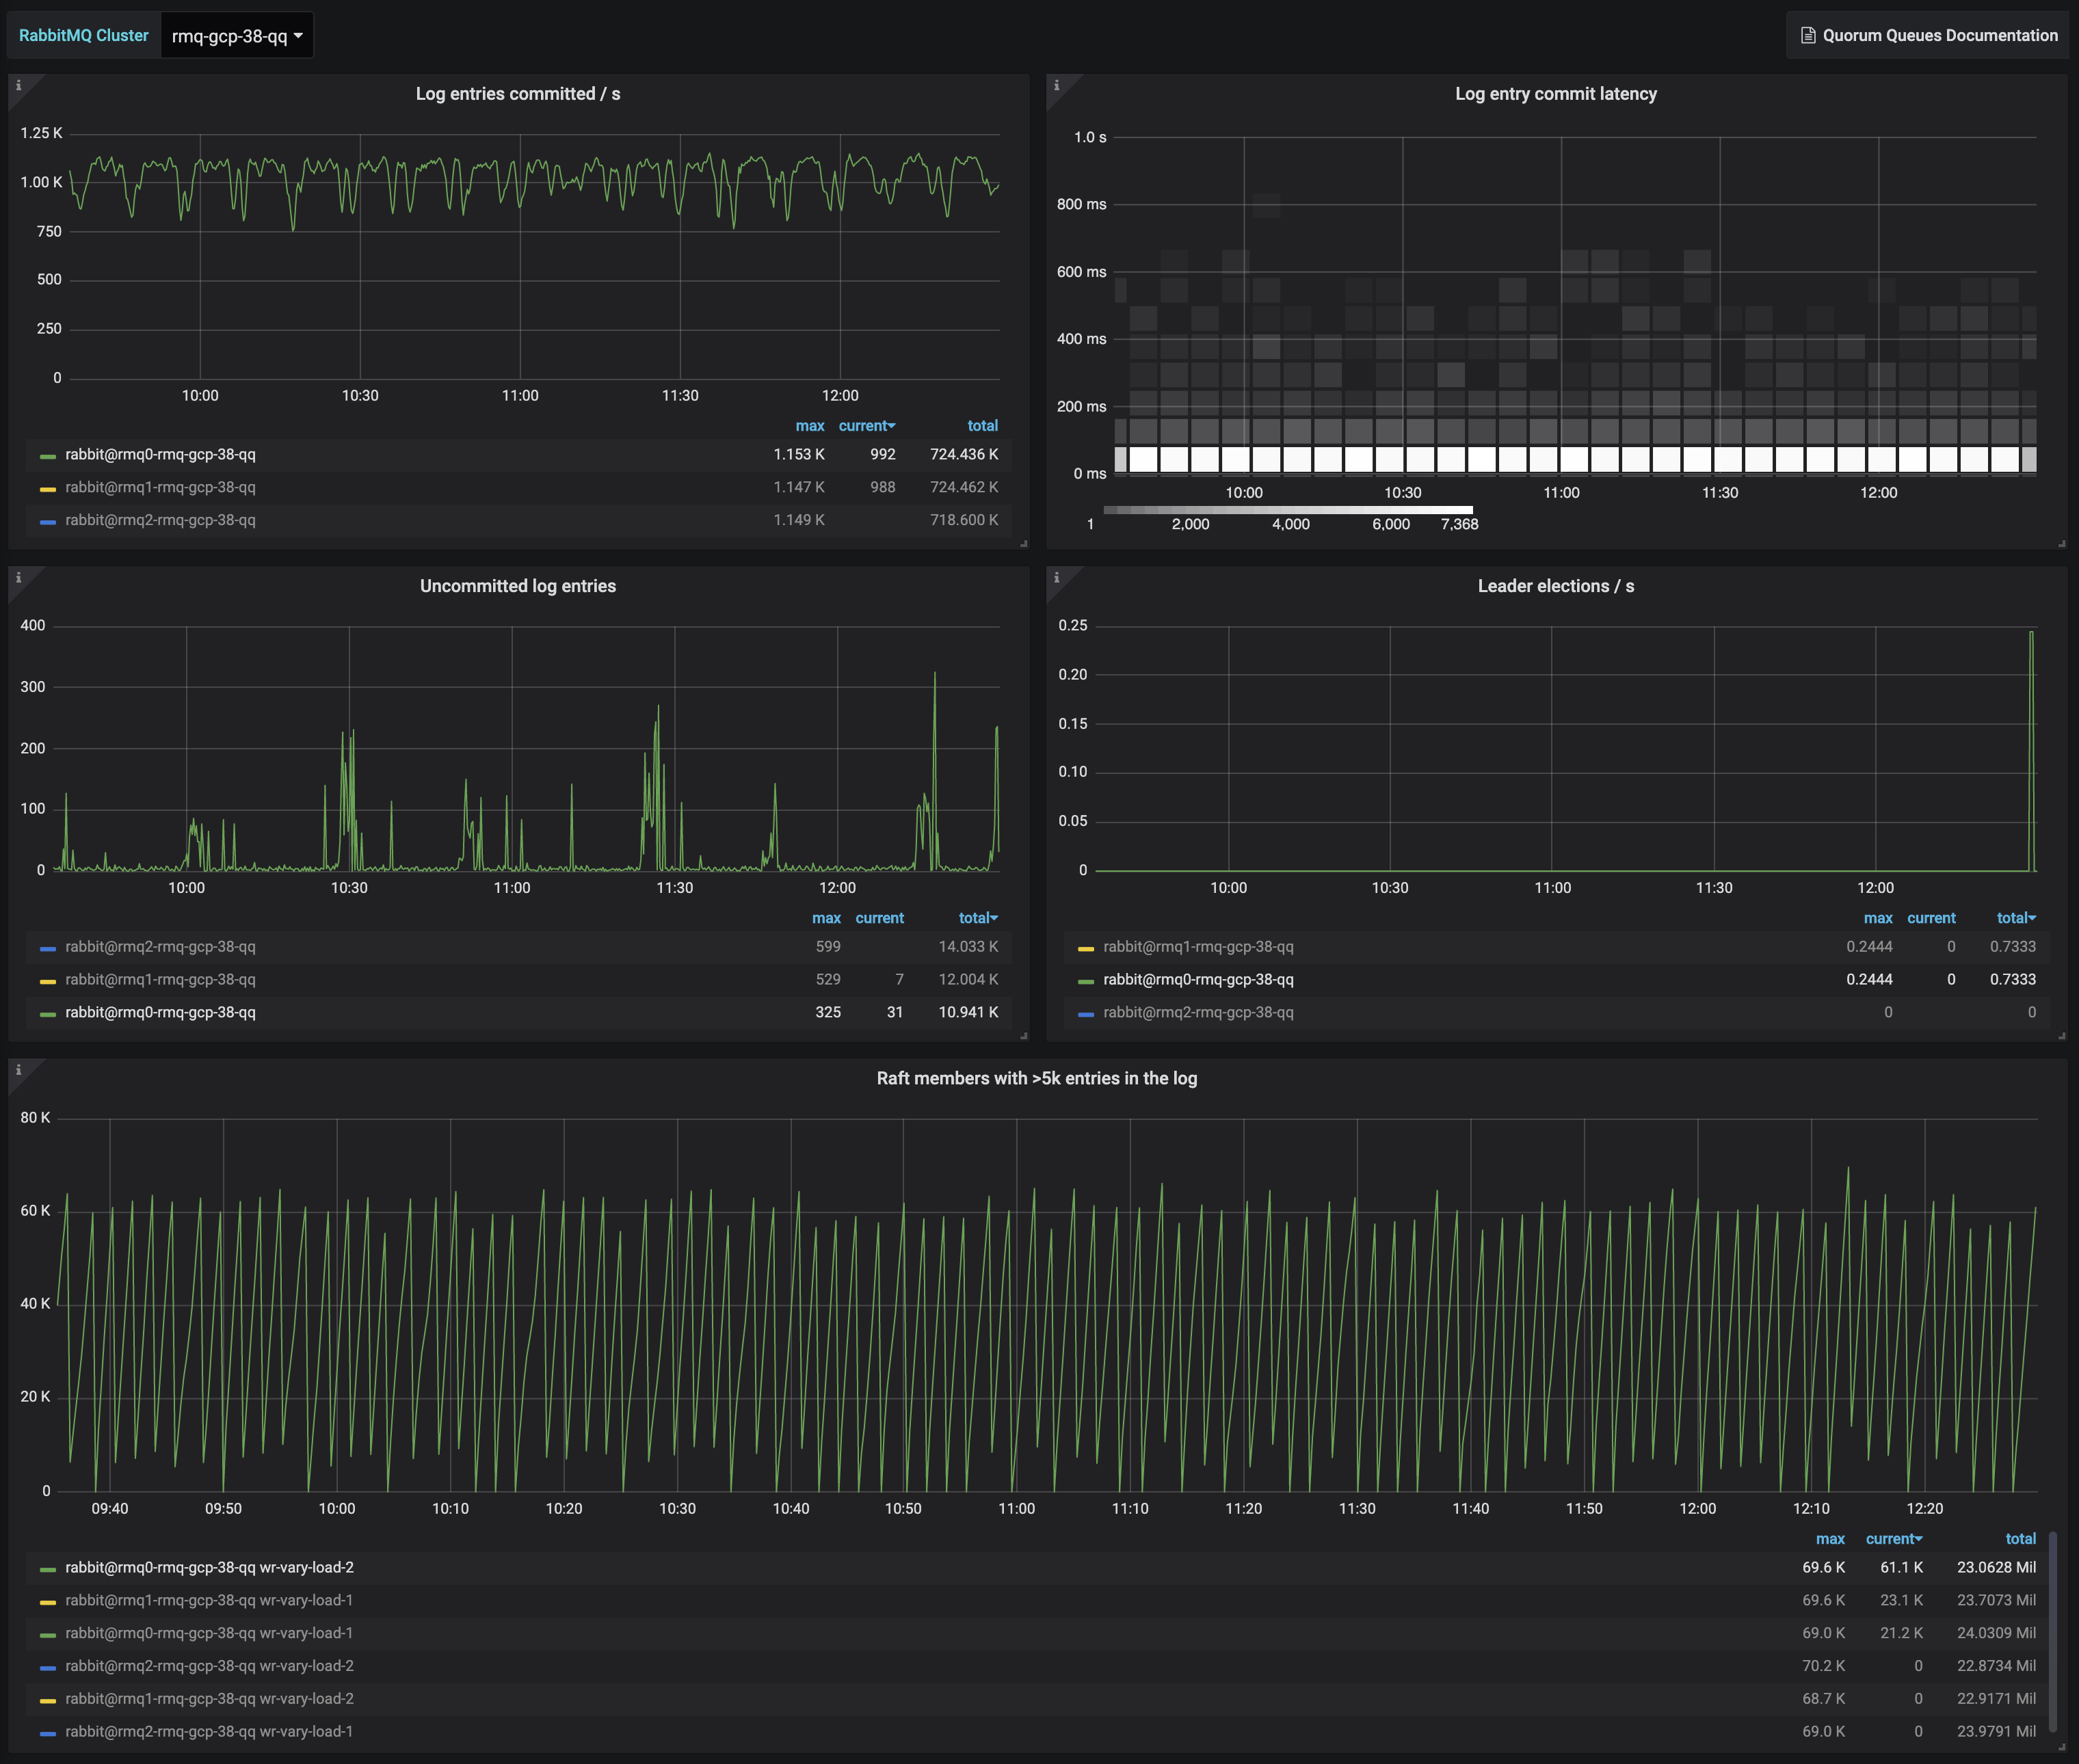 RabbitMQ Cluster rmq-gcp-38-qq
Quorum Queues Documentation
Log entries committed / s
1.25 K
1.00 K
750
500
250
0
10:00 10:30 11:00 11:30 12:00
max current total
rabbit@rmq0-rmq-gcp-38-qq 1.153 K 992 724.436 K
rabbit@rmq1-rmq-gcp-38-qq 1.147 K 988 724.462 K
rabbit@rmq2-rmq-gcp-38-qq 1.149 K 718.600 K
Log entry commit latency
1.0 s
800 ms
600 ms
400 ms
200 ms
0 ms
10:00 10:30 11:00 11:30 12:00
1 2,000 4,000 6,000 7,368
Uncommitted log entries
400
300
200
100
0
10:00 10:30 11:00 11:30 12:00
max current total
rabbit@rmq2-rmq-gcp-38-qq 599 14.033 K
rabbit@rmq1-rmq-gcp-38-qq 529 7 12.004 K
rabbit@rmq0-rmq-gcp-38-qq 325 31 10.941 K
Leader elections / s
0.25
0.20
0.15
0.10
0.05
0
10:00 10:30 11:00 11:30 12:00
max current total
rabbit@rmq1-rmq-gcp-38-qq 0.2444 0 0.7333
rabbit@rmq0-rmq-gcp-38-qq 0.2444 0 0.7333
rabbit@rmq2-rmq-gcp-38-qq 0 0
Raft members with >5k entries in the log
80 K
60 K
40 K
20 K
0
09:40 09:50 10:00 10:10 10:20 10:30 10:40 10:50 11:00 11:10 11:20 11:30 11:40 11:50 12:00 12:10 12:20
max current total
rabbit@rmq0-rmq-gcp-38-qq wr-vary-load-2 69.6 K 61.1 K 23.0628 Mil
rabbit@rmq1-rmq-gcp-38-qq wr-vary-load-1 69.6 K 23.1 K 23.7073 Mil
rabbit@rmq0-rmq-gcp-38-qq wr-vary-load-1 69.0 K 21.2 K 24.0309 Mil
rabbit@rmq2-rmq-gcp-38-qq wr-vary-load-2 70.2 K 0 22.8734 Mil
rabbit@rmq1-rmq-gcp-38-qq wr-vary-load-2 68.7 K 0 22.9171 Mil
rabbit@rmq2-rmq-gcp-38-qq wr-vary-load-1 69.0 K 0 23.9791 Mil